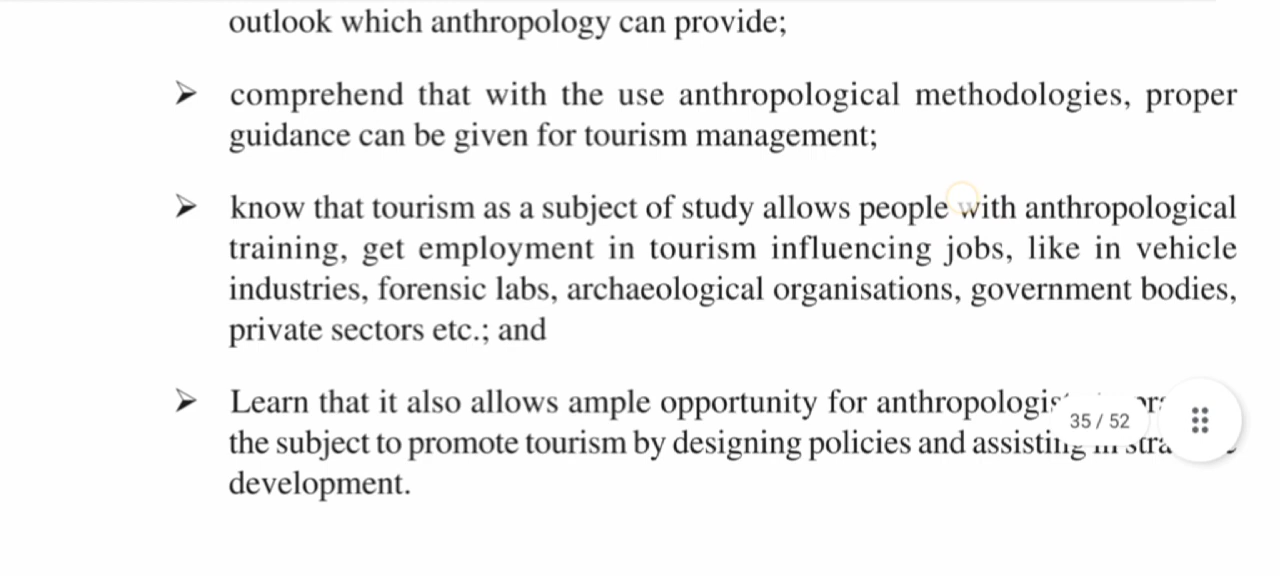 outlook which anthropology can provide;
➤ comprehend that with the use anthropological methodologies, proper
guidance can be given for tourism management;
➤ know that tourism as a subject of study allows people with anthropological
training, get employment in tourism influencing jobs, like in vehicle
industries, forensic labs, archaeological organisations, government bodies,
private sectors etc.; and
➤ Learn that it also allows ample opportunity for
35 / 52
the subject to promote tourism by designing policies and assisting
development.